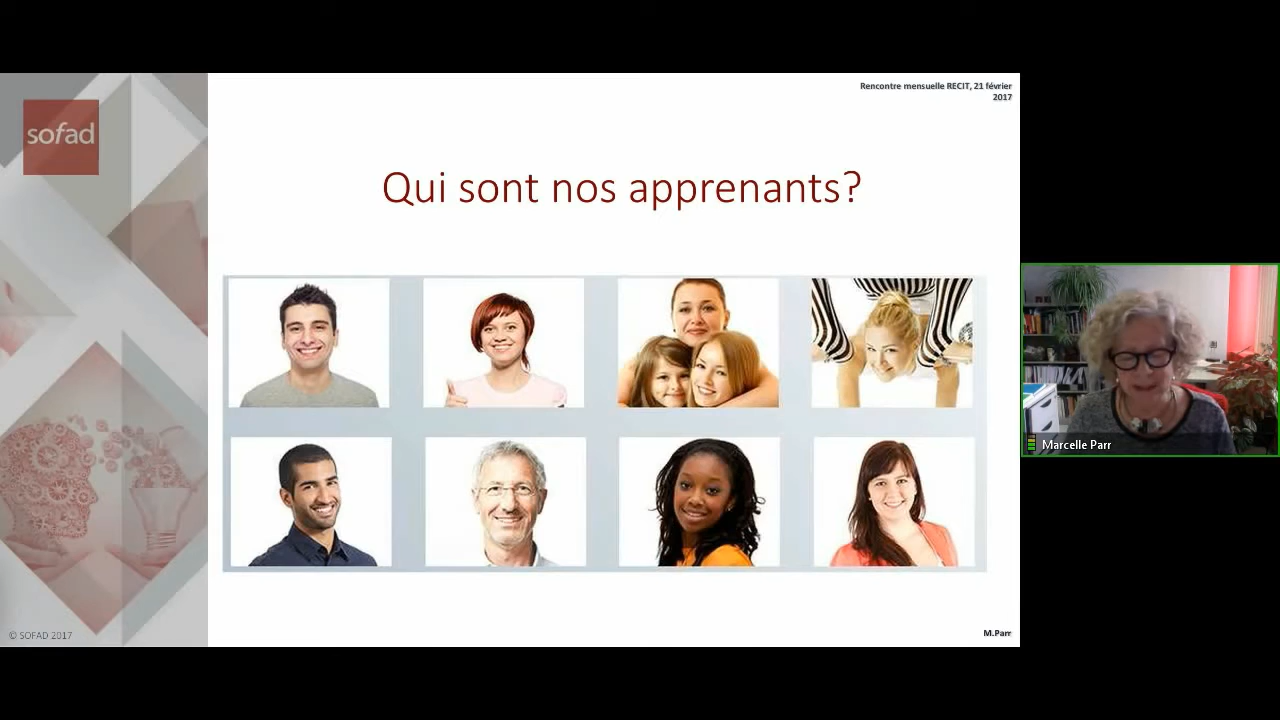 sofad
Rencontre mensuelle RECIT, 21 février
2017
Qui sont nos apprenants?
Marcelle Parr
© SOFAD 2017
M.Parr